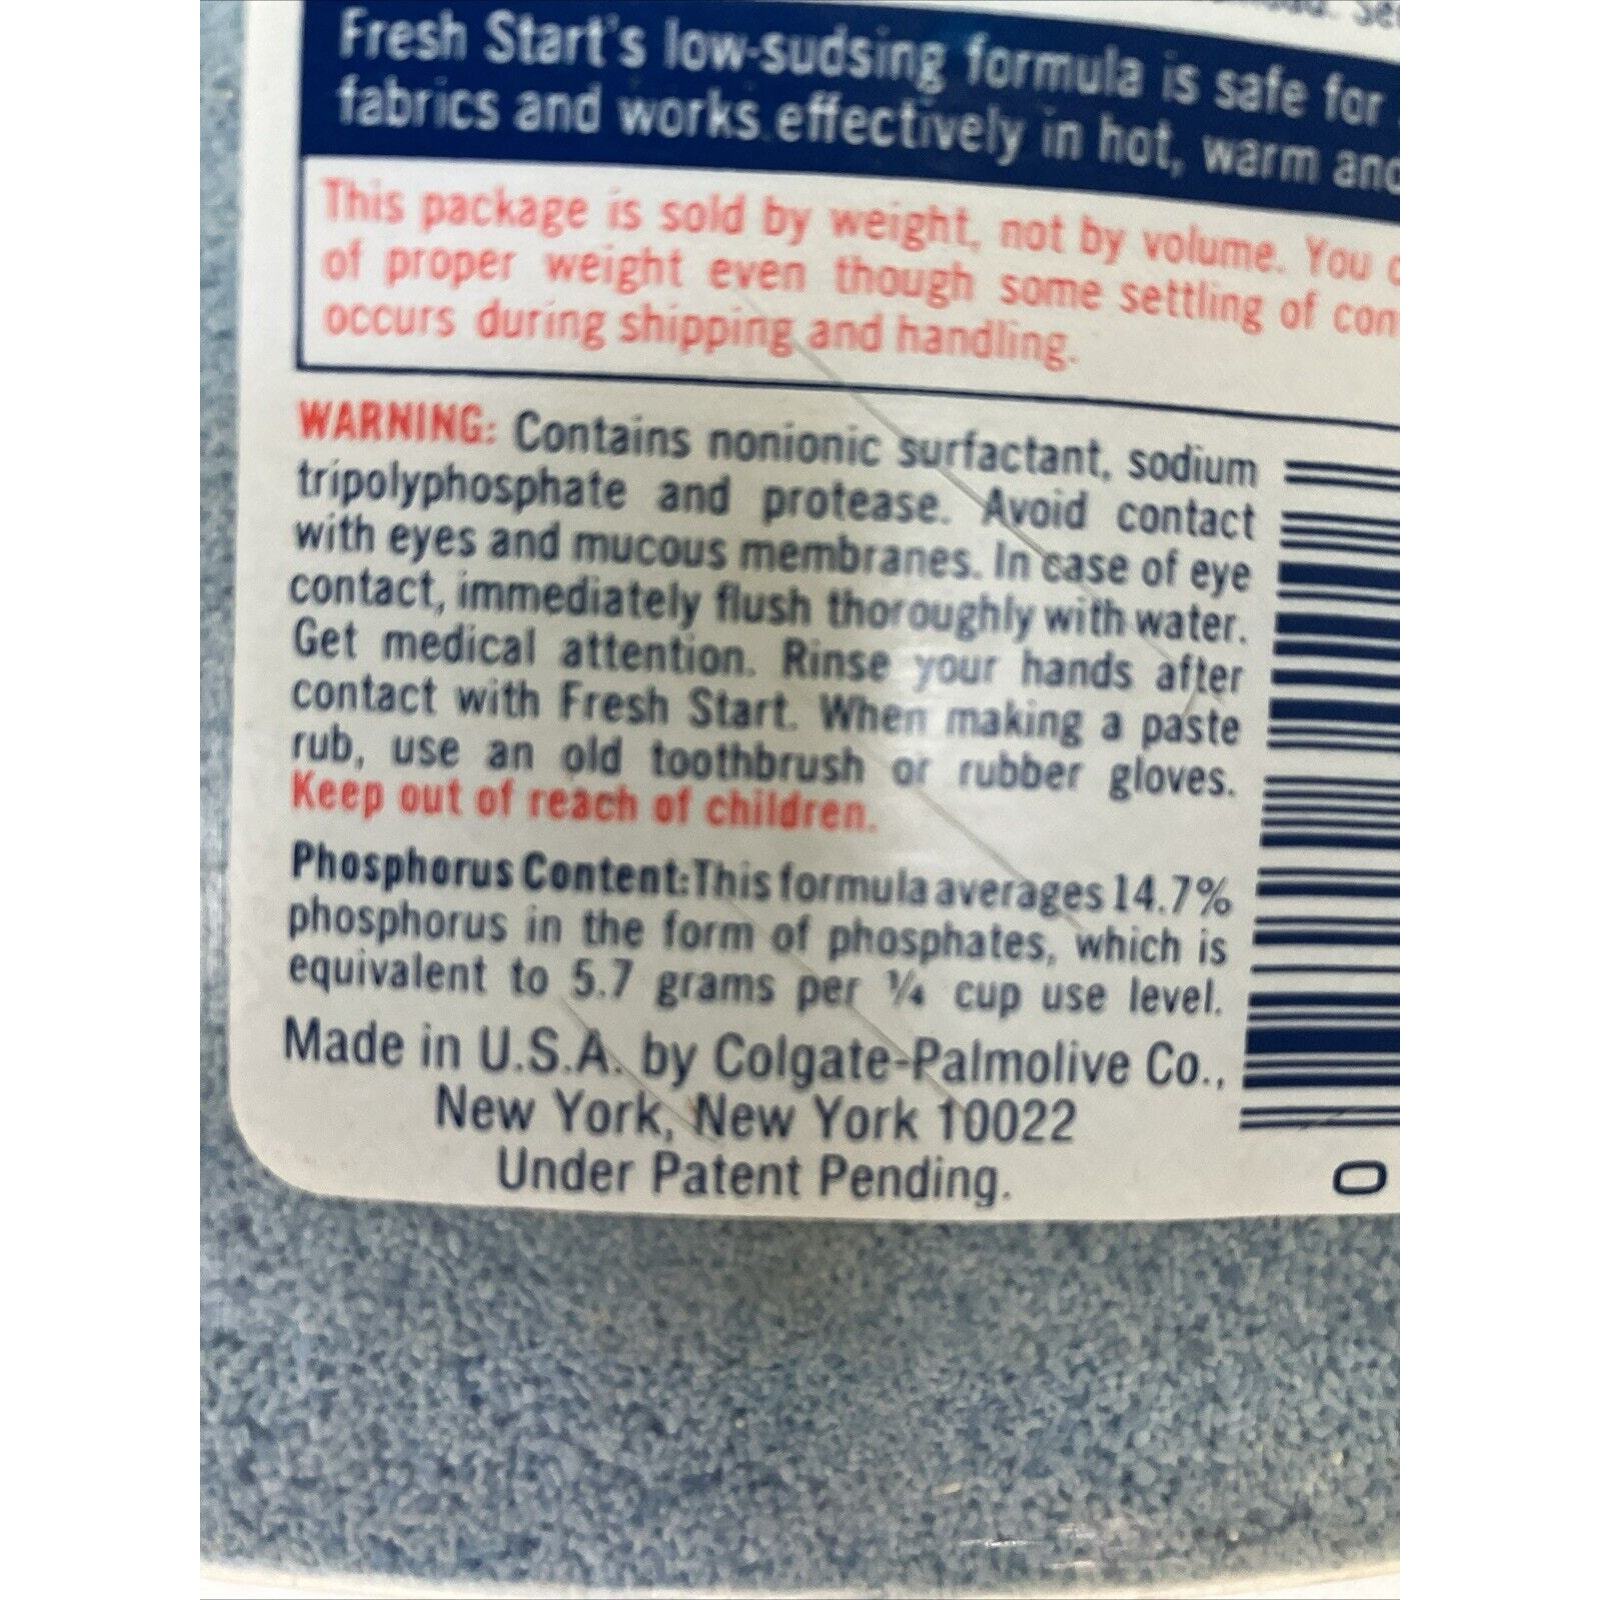 Fresh Start's low-sudsing formula is safe for
fabrics and works effectively in hot, warm and
This package is sold by weight, not by volume. You
of proper weight even though some settling of con
occurs during shipping and handling.
WARNING: Contains nonionic surfactant, sodium
tripolyphosphate and protease. Avoid contact
with eyes and mucous membranes. In case of eye
contact, immediately flush thoroughly with water.
Get medical attention. Rinse your hands after
contact with Fresh Start. When making a paste
rub, use an old toothbrush or rubber gloves.
Keep out of reach of children.
Phosphorus Content: This formula averages 14.7%
phosphorus in the form of phosphates, which is
equivalent to 5.7 grams per ¼ cup use level.
Made in U.S.A. by Colgate-Palmolive Co.,
New York, New York 10022
Under Patent Pending.
0